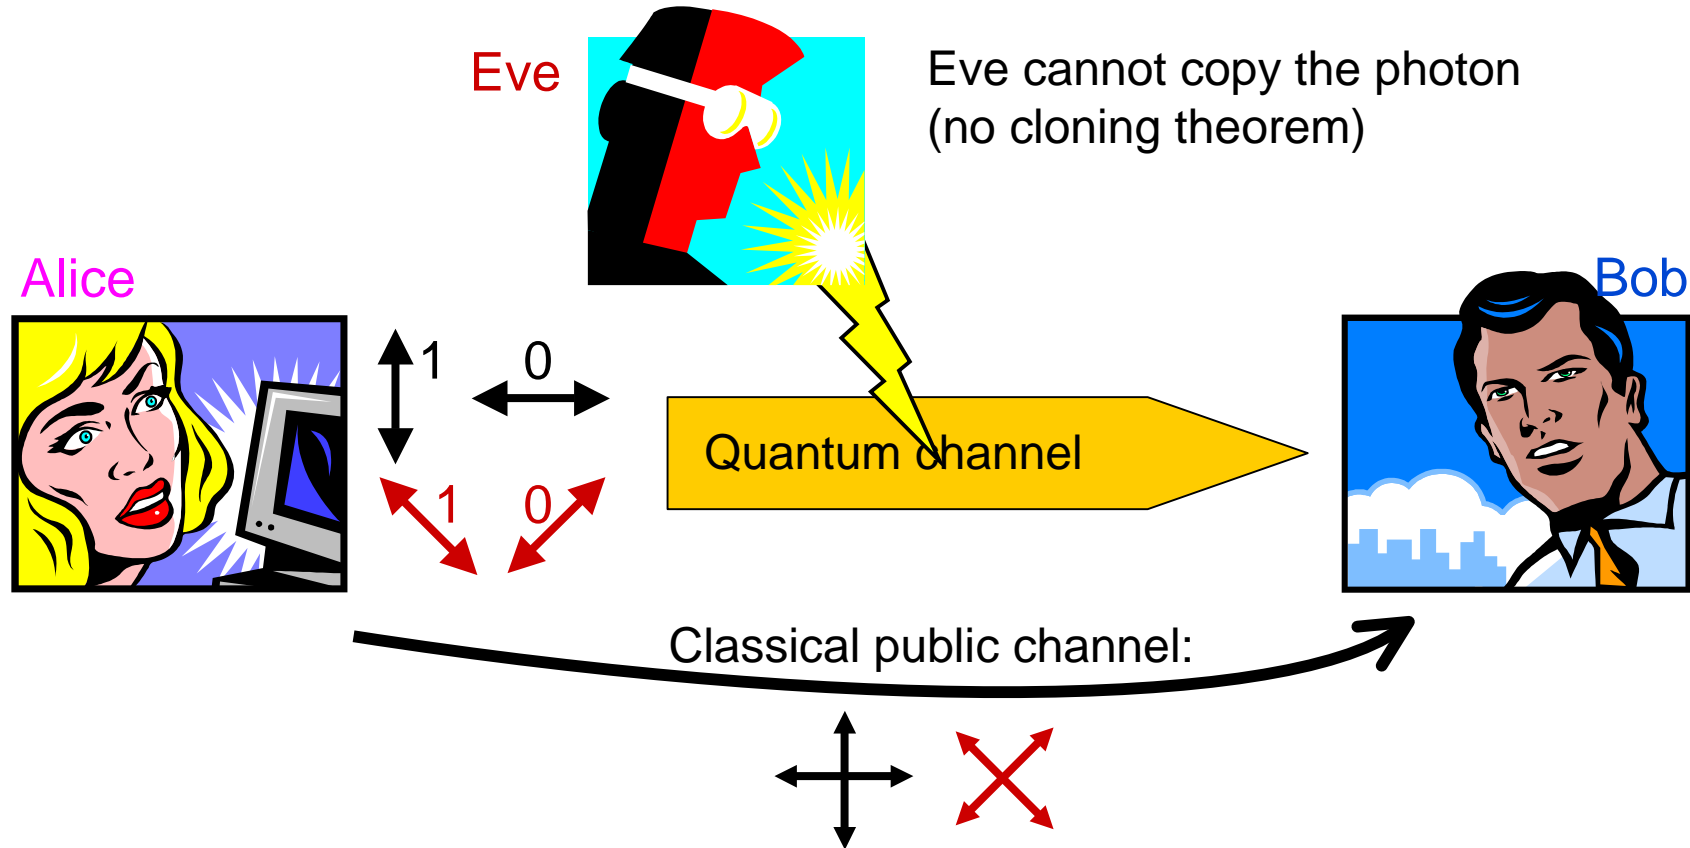 Eve
Eve cannot copy the photon
(no cloning theorem)
Alice
Bob
1 0
Quantum channel
1 0
Classical public channel: